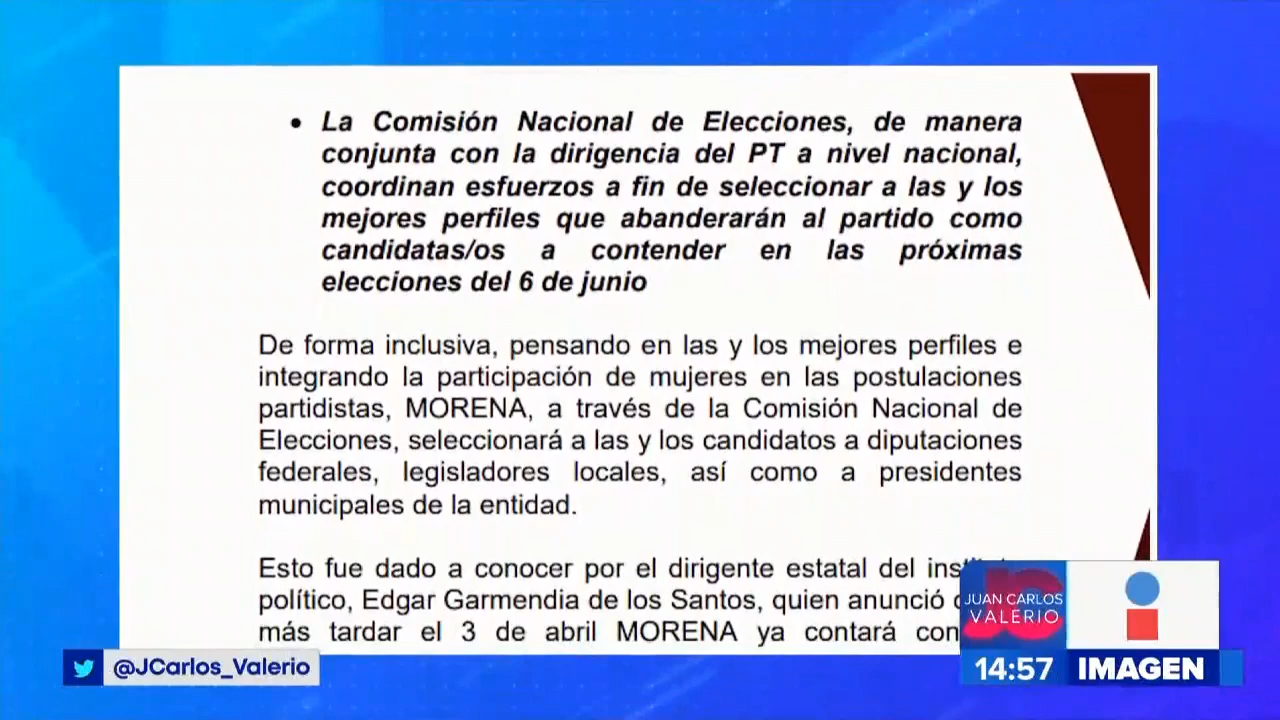 • La Comisión Nacional de Elecciones, de manera
conjunta con la dirigencia del PT a nivel nacional,
coordinan esfuerzos a fin de seleccionar a las y los
mejores perfiles que abanderarán al partido como
candidatas/os a contender en las próximas
elecciones del 6 de junio
De forma inclusiva, pensando en las y los mejores perfiles e
integrando la participación de mujeres en las postulaciones
partidistas, MORENA, a través de la Comisión Nacional de
Elecciones, seleccionará a las y los candidatos a diputaciones
federales, legisladores locales, así como a presidentes
municipales de la entidad.
Esto fue dado a conocer por el dirigente estatal del
político, Edgar Garmendia de los Santos, quien anunció
más tardar el 3 de abril MORENA ya contará con
@JCarlos_Valerio
JC
JUAN CARLOS
VALERIO
14:57 IMAGEN